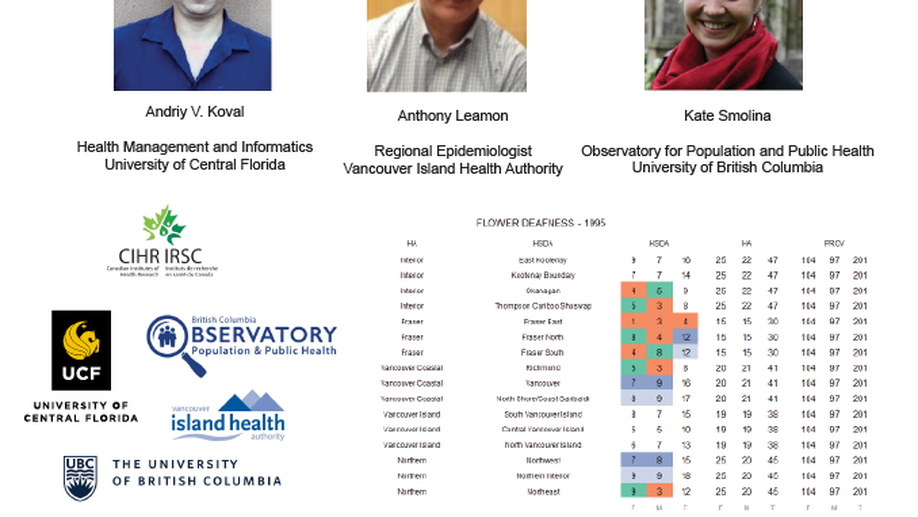 Andriy V. Koval
Health Management and Informatics
University of Central Florida
Anthony Leamon
Regional Epidemiologist
Vancouver Island Health Authority
Kate Smolina
Observatory for Population and Public Health
University of British Columbia
CIHR IRSC
Canadian Institutes of Health Research
Instituts de recherche en santé du Canada
UCF
UNIVERSITY OF
CENTRAL FLORIDA
British Columbia
OBSERVATORY
Population & Public Health
vancouver
island health
authority
UBC
THE UNIVERSITY
OF BRITISH COLUMBIA
FLOWER DEAFNESS - 1995
HA HSDA HSDA HA PROV
Interior East Kootenay 9 7 16 25 22 47 104 97 201
Interior Kootenay Boundary 7 7 14 25 22 47 104 97 201
Interior Okanagan 4 5 9 25 22 47 104 97 201
Interior Thompson Cariboo Shuswap 5 3 8 25 22 47 104 97 201
Fraser Fraser East 1 3 4 15 15 30 104 97 201
Fraser Fraser North 8 4 12 15 15 30 104 97 201
Fraser Fraser South 4 8 12 15 15 30 104 97 201
Vancouver Coastal Richmond 5 3 8 20 21 41 104 97 201
Vancouver Coastal Vancouver 7 9 16 20 21 41 104 97 201
Vancouver Coastal North Shore/Coast Garibaldi 8 9 17 20 21 41 104 97 201
Vancouver Island South Vancouver Island 8 7 15 19 19 38 104 97 201
Vancouver Island Central Vancouver Island 5 5 10 19 19 38 104 97 201
Vancouver Island North Vancouver Island 6 7 13 19 19 38 104 97 201
Northern Northwest 7 8 15 25 20 45 104 97 201
Northern Northern Interior 9 9 18 25 20 45 104 97 201
Northern Northeast 9 3 12 25 20 45 104 97 201
F M T F M T F M T